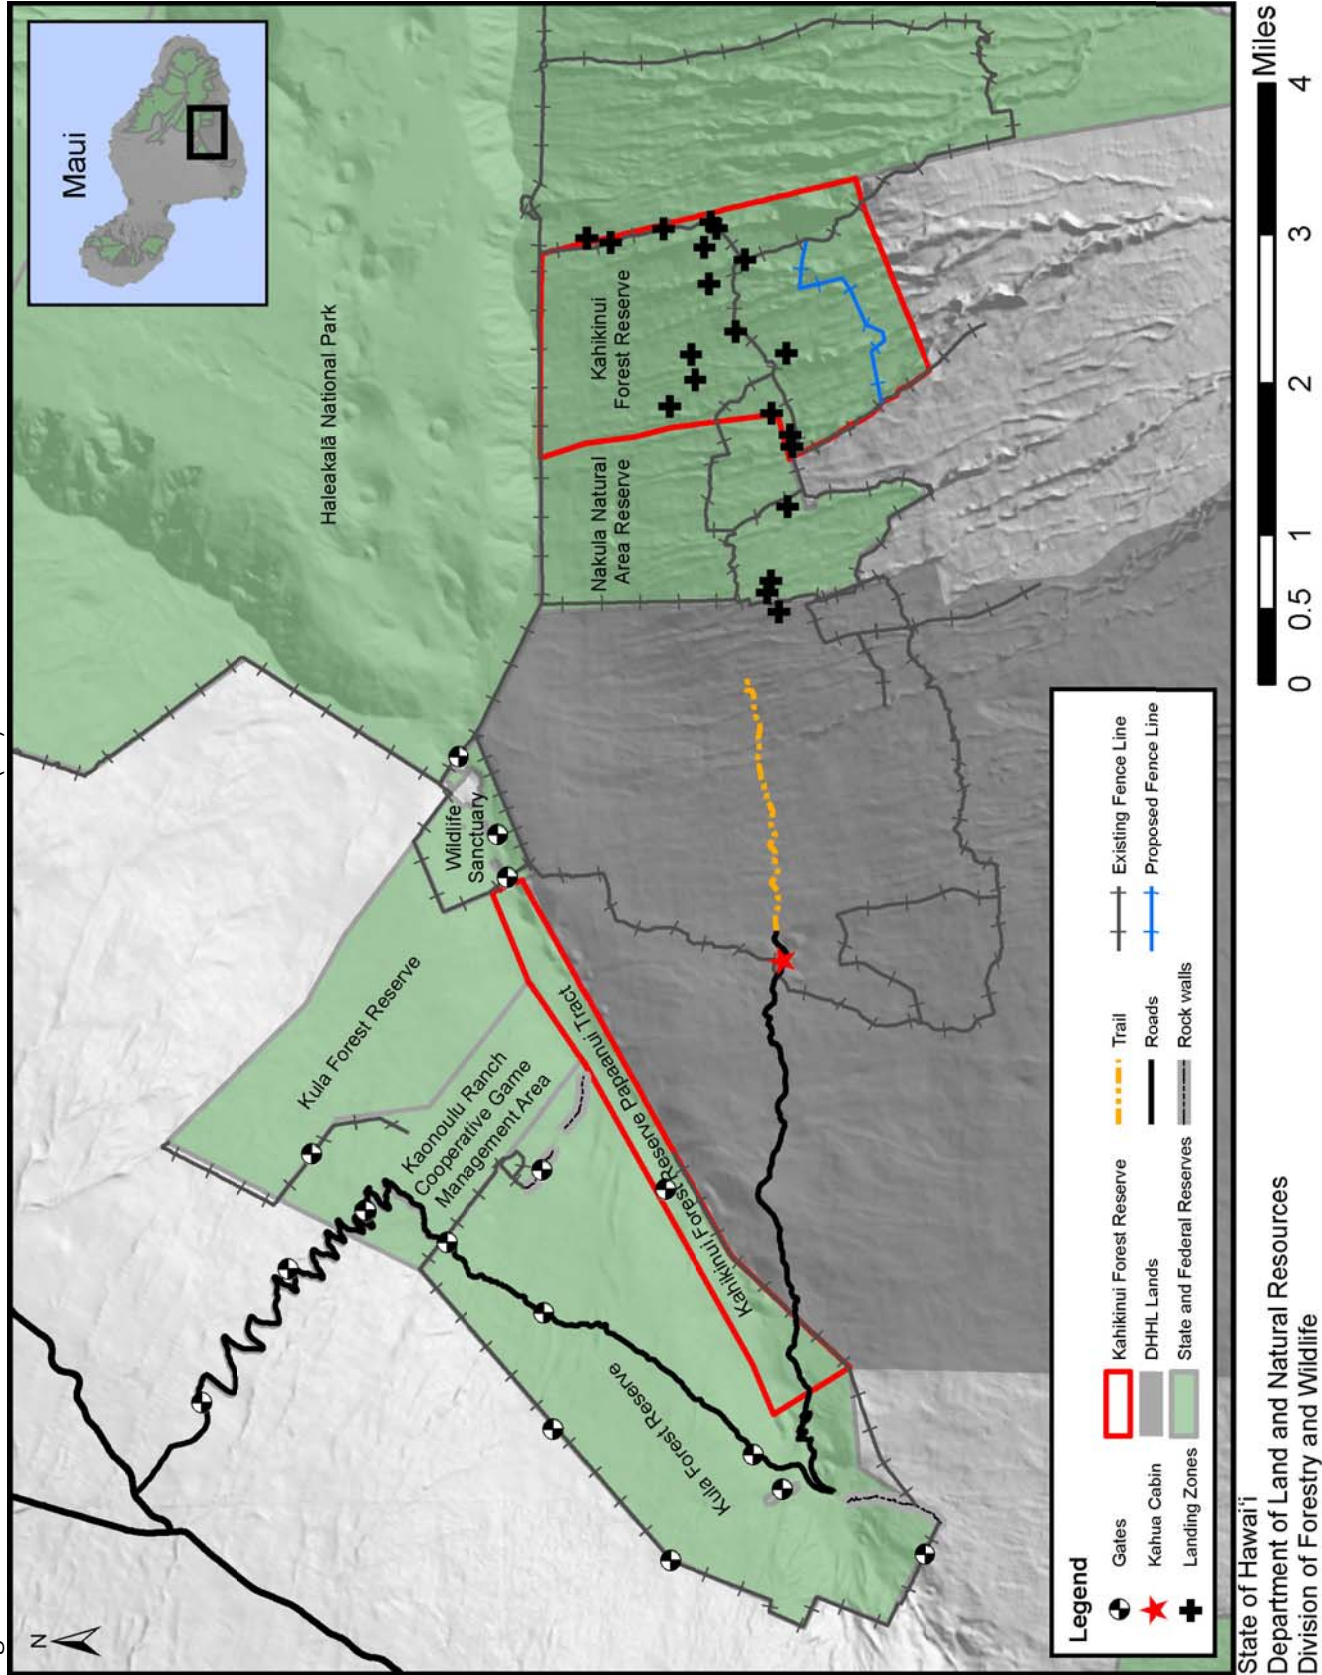 Maui
N
Haleakalā National Park
Wildlife
Sanctuary
Kula Forest Reserve
Kaonoulu Ranch
Cooperative Game
Management Area
Kahikinui Forest Reserve Papaanui Tract
Kula Forest Reserve
Nakula Natural
Area Reserve
Kahikinui
Forest Reserve
Legend
Gates
Kahua Cabin
Landing Zones
Kahikinui Forest Reserve
DHHL Lands
State and Federal Reserves
Trail
Roads
Rock walls
Existing Fence Line
Proposed Fence Line
State of Hawai‘i
Department of Land and Natural Resources
Division of Forestry and Wildlife
0 0.5 1 2 3 4
Miles